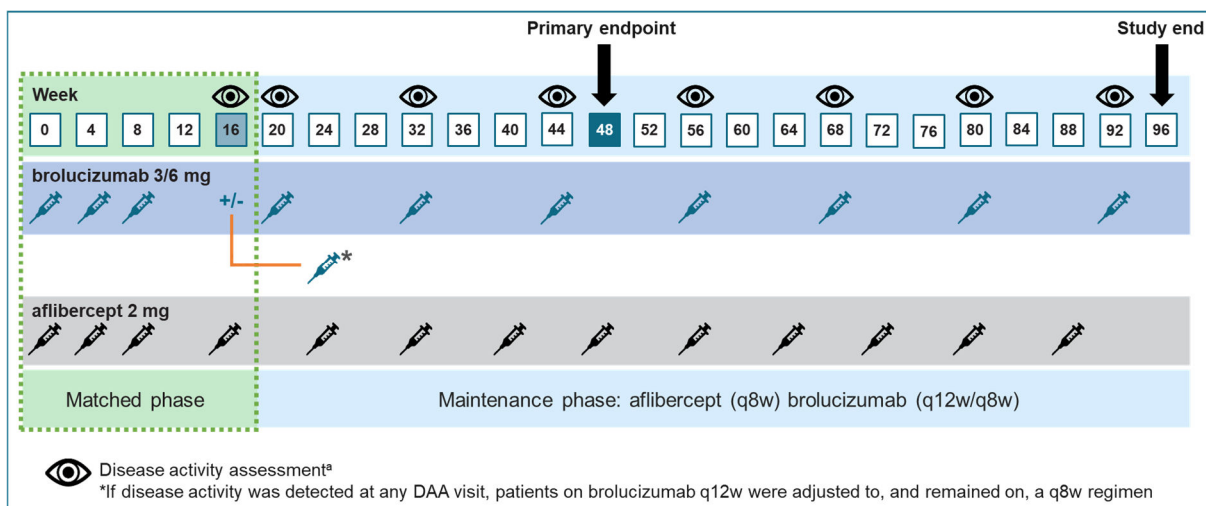 Primary endpoint Study end
Week
0 4 8 12 16 20 24 28 32 36 40 44 48 52 56 60 64 68 72 76 80 84 88 92 96
brolucizumab 3/6 mg
+/-
*
aflibercept 2 mg
Matched phase Maintenance phase: aflibercept (q8w) brolucizumab (q12w/q8w)
Disease activity assessmentᵃ
*If disease activity was detected at any DAA visit, patients on brolucizumab q12w were adjusted to, and remained on, a q8w regimen